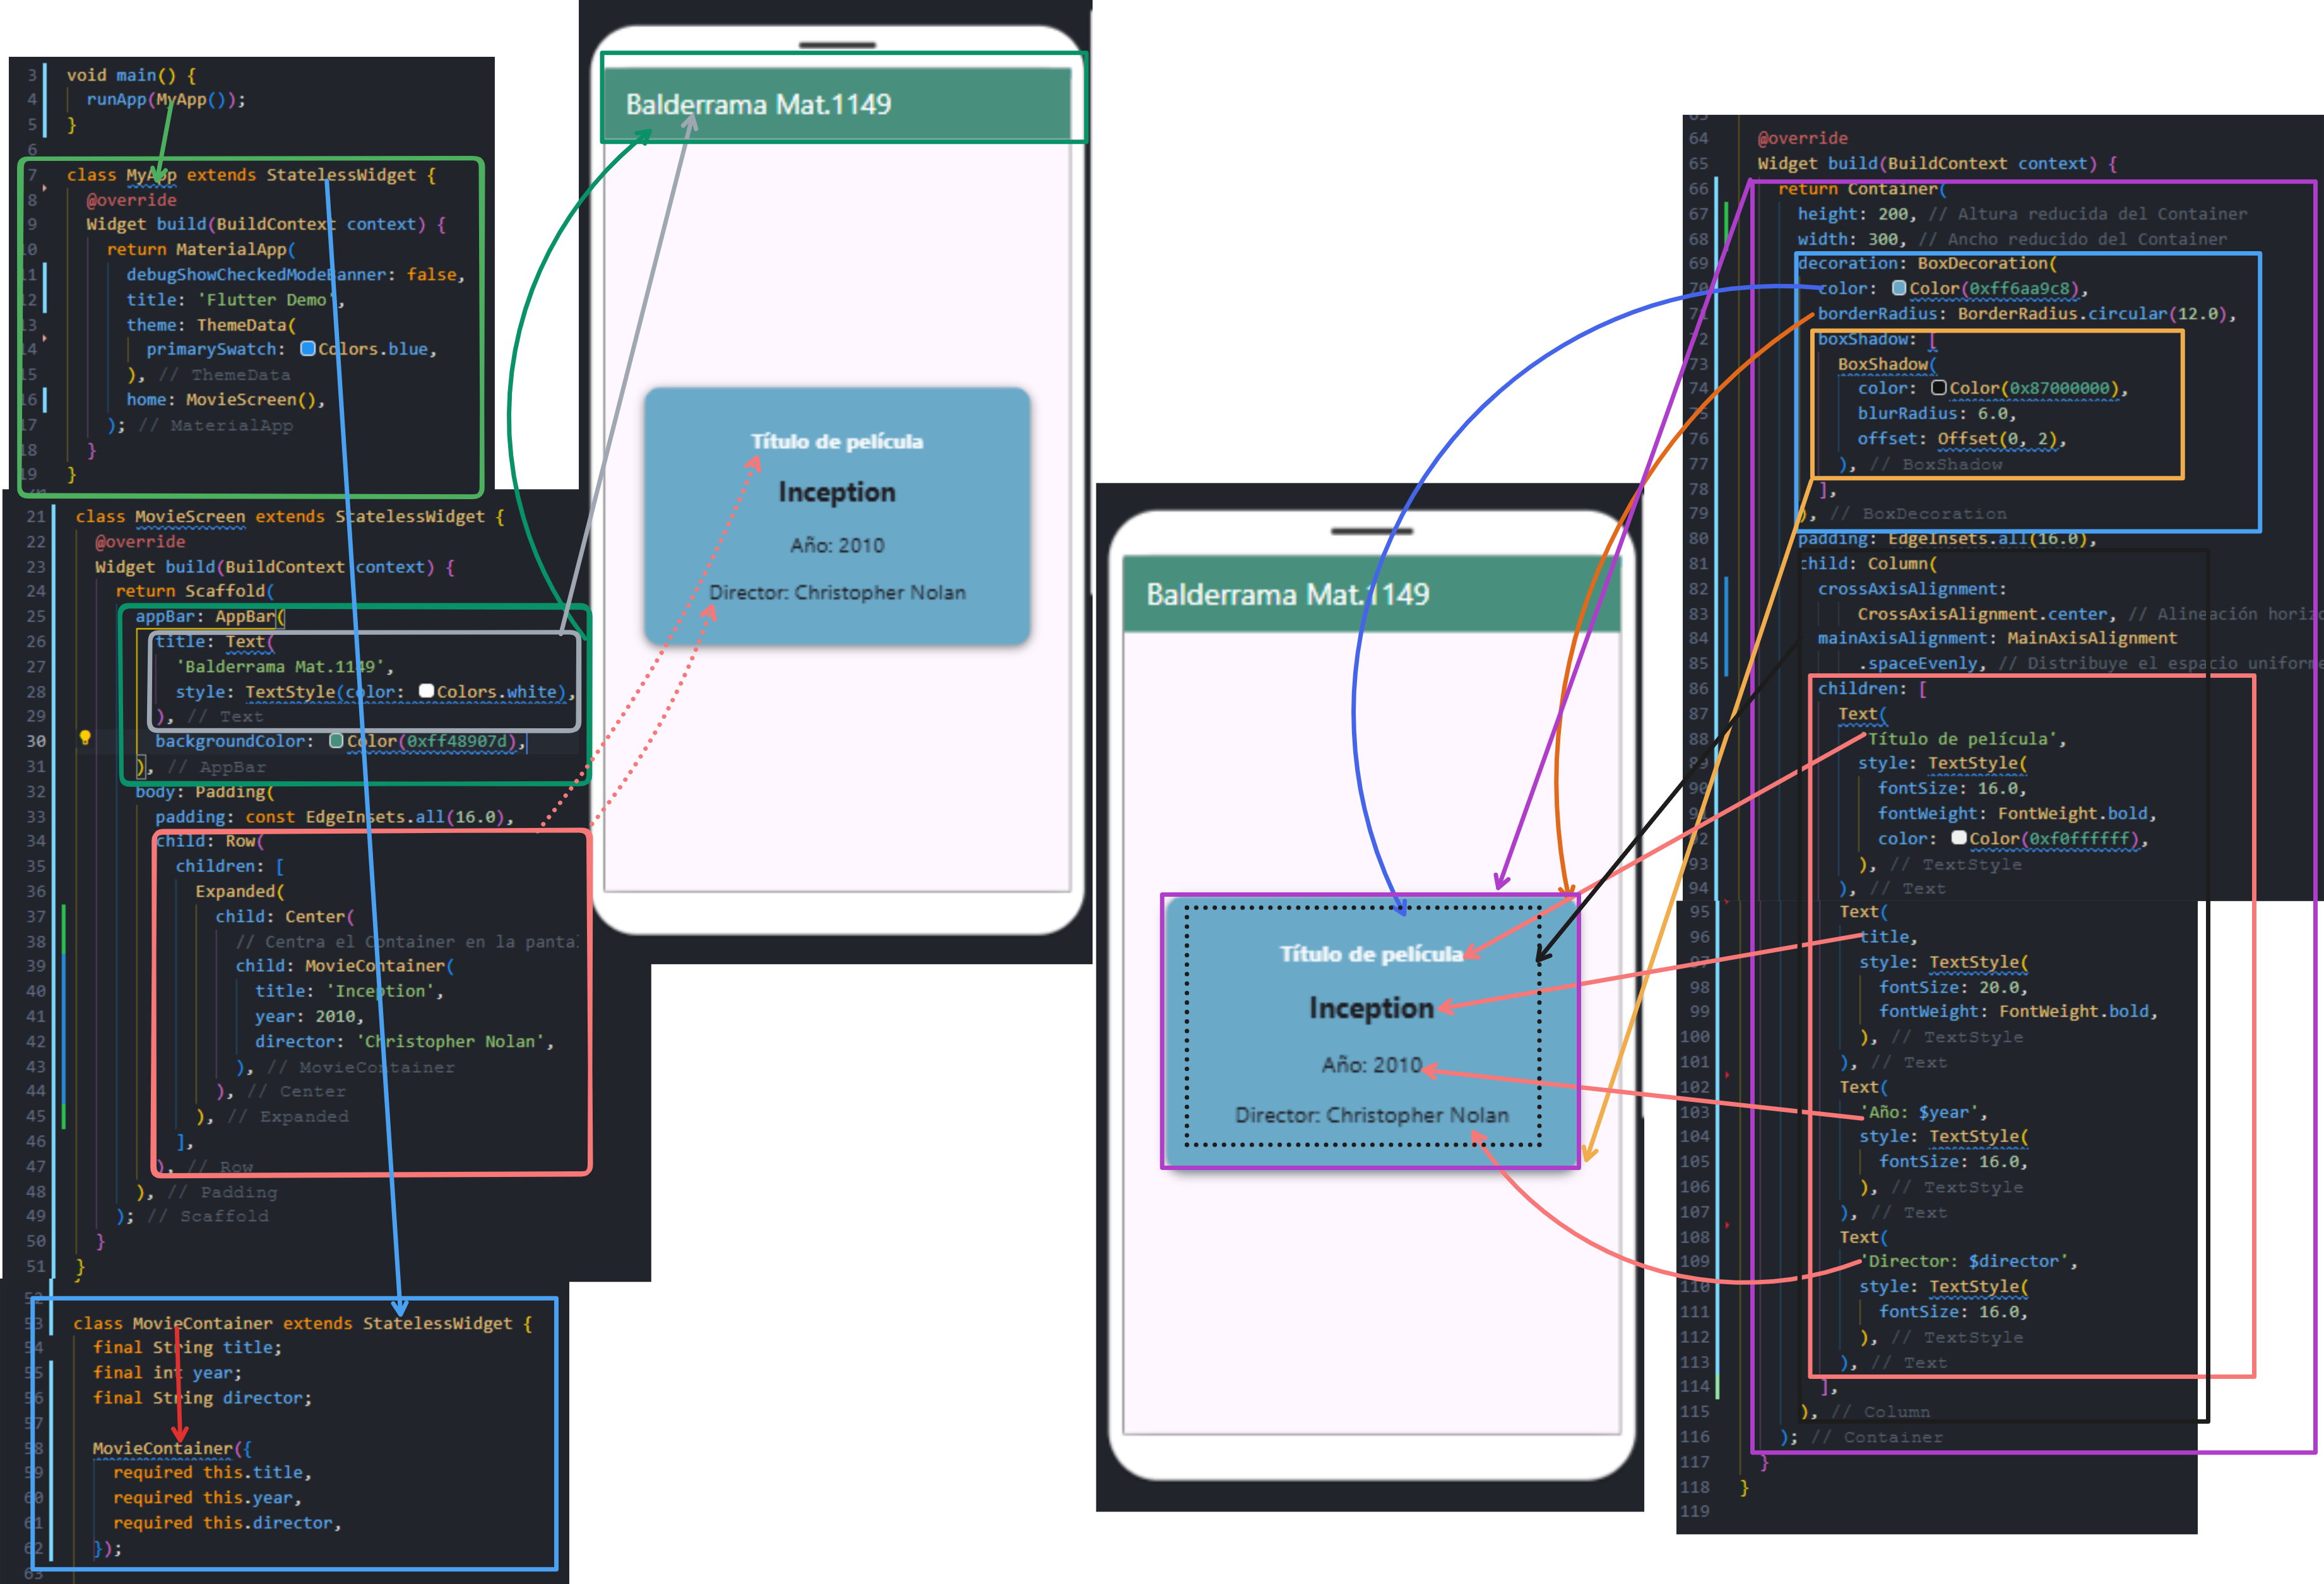 3 void main() {
4 runApp(MyApp());
5 }
6
7 class MyApp extends StatelessWidget {
8 @override
9 Widget build(BuildContext context) {
10 return MaterialApp(
11 debugShowCheckedModeBanner: false,
12 title: 'Flutter Demo',
13 theme: ThemeData(
14 primarySwatch: Colors.blue,
15 ), // ThemeData
16 home: MovieScreen(),
17 ); // MaterialApp
18 }
19 }
21 class MovieScreen extends StatelessWidget {
22 @override
23 Widget build(BuildContext context) {
24 return Scaffold(
25 appBar: AppBar(
26 title: Text(
27 'Balderrama Mat.1149',
28 style: TextStyle(color: Colors.white),
29 ), // Text
30 backgroundColor: Color(0xff48907d),
31 ), // AppBar
32 body: Padding(
33 padding: const EdgeInsets.all(16.0),
34 child: Row(
35 children: [
36 Expanded(
37 child: Center(
38 // Centra el Container en la panta
39 child: MovieContainer(
40 title: 'Inception',
41 year: 2010,
42 director: 'Christopher Nolan',
43 ), // MovieContainer
44 ), // Center
45 ), // Expanded
46 ],
47 ), // Row
48 ), // Padding
49 ); // Scaffold
50 }
51 }
52
53 class MovieContainer extends StatelessWidget {
54 final String title;
55 final int year;
56 final String director;
57
58 MovieContainer({
59 required this.title,
60 required this.year,
61 required this.director,
62 });
63
Balderrama Mat.1149
Título de película
Inception
Año: 2010
Director: Christopher Nolan
Balderrama Mat.1149
Título de película
Inception
Año: 2010
Director: Christopher Nolan
64 @override
65 Widget build(BuildContext context) {
66 return Container(
67 height: 200, // Altura reducida del Container
68 width: 300, // Ancho reducido del Container
69 decoration: BoxDecoration(
70 color: Color(0xff6aa9c8),
71 borderRadius: BorderRadius.circular(12.0),
72 boxShadow: [
73 BoxShadow(
74 color: Color(0x87000000),
75 blurRadius: 6.0,
76 offset: Offset(0, 2),
77 ), // BoxShadow
78 ],
79 ), // BoxDecoration
80 padding: EdgeInsets.all(16.0),
81 child: Column(
82 crossAxisAlignment:
83 CrossAxisAlignment.center, // Alineación horiz
84 mainAxisAlignment: MainAxisAlignment
85 .spaceEvenly, // Distribuye el espacio uniforme
86 children: [
87 Text(
88 'Título de película',
89 style: TextStyle(
90 fontSize: 16.0,
91 fontWeight: FontWeight.bold,
92 color: Color(0xf0ffffff),
93 ), // TextStyle
94 ), // Text
95 Text(
96 title,
97 style: TextStyle(
98 fontSize: 20.0,
99 fontWeight: FontWeight.bold,
100 ), // TextStyle
101 ), // Text
102 Text(
103 'Año: $year',
104 style: TextStyle(
105 fontSize: 16.0,
106 ), // TextStyle
107 ), // Text
108 Text(
109 'Director: $director',
110 style: TextStyle(
111 fontSize: 16.0,
112 ), // TextStyle
113 ), // Text
114 ],
115 ), // Column
116 ); // Container
117 }
118 }
119